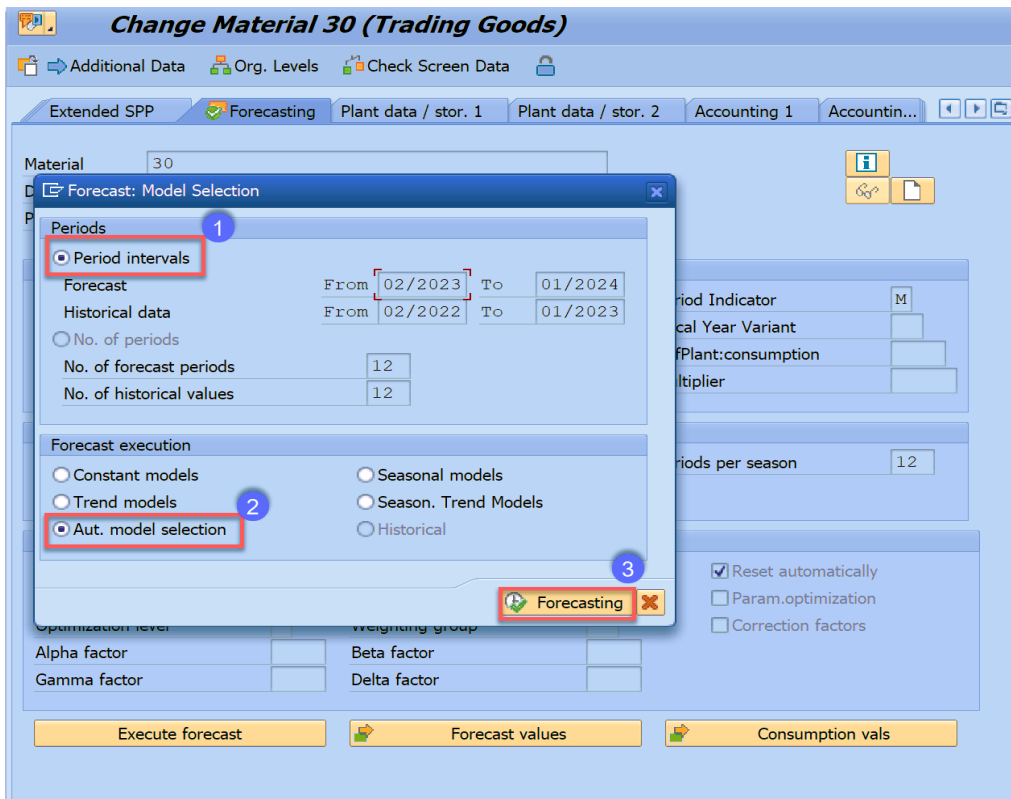 Change Material 30 (Trading Goods)
Additional Data Org. Levels Check Screen Data
Extended SPP Forecasting Plant data / stor. 1 Plant data / stor. 2 Accounting 1 Accountin...
Material 30
D
P
Forecast: Model Selection
Periods 1
Period intervals
Forecast From 02/2023 To 01/2024
Historical data From 02/2022 To 01/2023
No. of periods
No. of forecast periods 12
No. of historical values 12
riod Indicator M
cal Year Variant
fPlant:consumption
ltiplier
Forecast execution
Constant models Seasonal models
Trend models 2 Season. Trend Models
Aut. model selection Historical
riods per season 12
3
Forecasting
Reset automatically
Param.optimization
Correction factors
Optimization level Weighting group
Alpha factor Beta factor
Gamma factor Delta factor
Execute forecast Forecast values Consumption vals